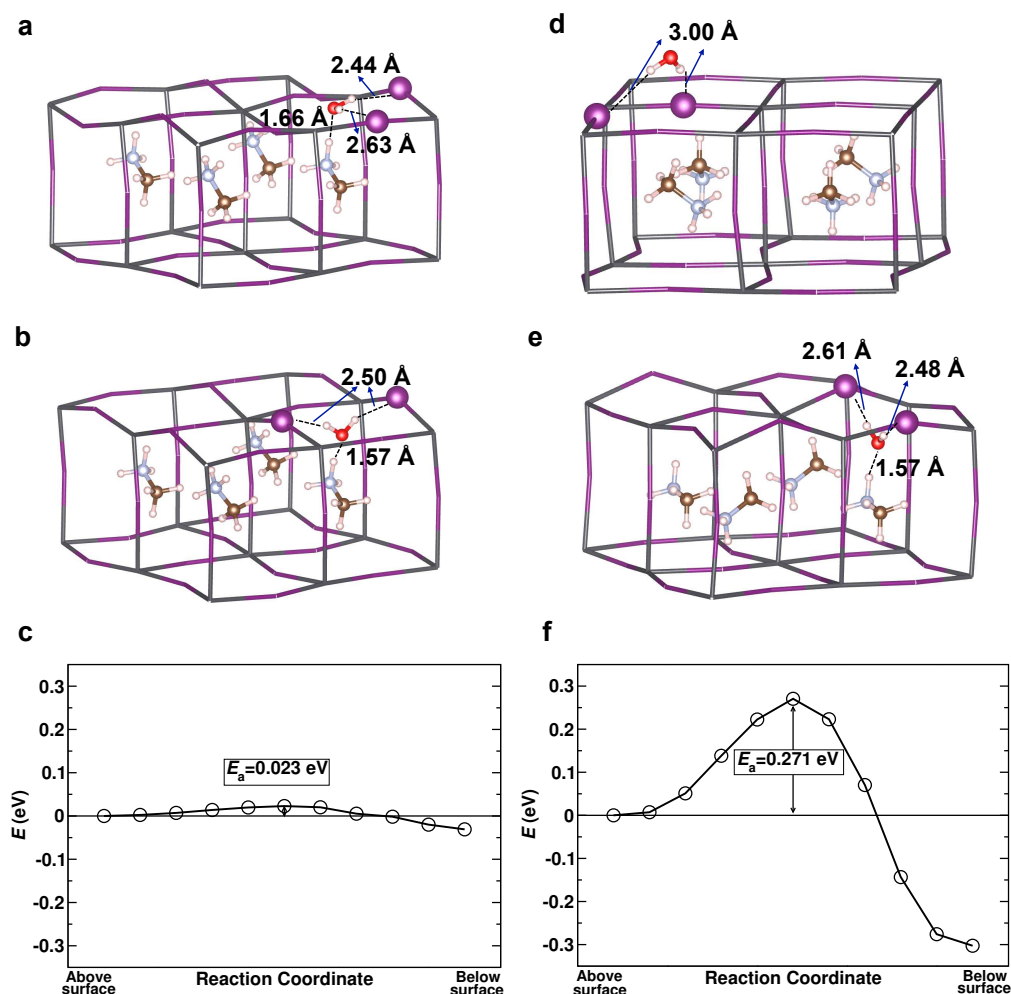 a
2.44 Å
1.66 Å
2.63 Å
d
3.00 Å
b
2.50 Å
1.57 Å
e
2.61 Å
2.48 Å
1.57 Å
c
E (eV)
0.3
0.2
0.1
0
-0.1
-0.2
-0.3
Ea=0.023 eV
Above
surface
Reaction Coordinate
Below
surface
f
E (eV)
0.3
0.2
0.1
0
-0.1
-0.2
-0.3
Ea=0.271 eV
Above
surface
Reaction Coordinate
Below
surface